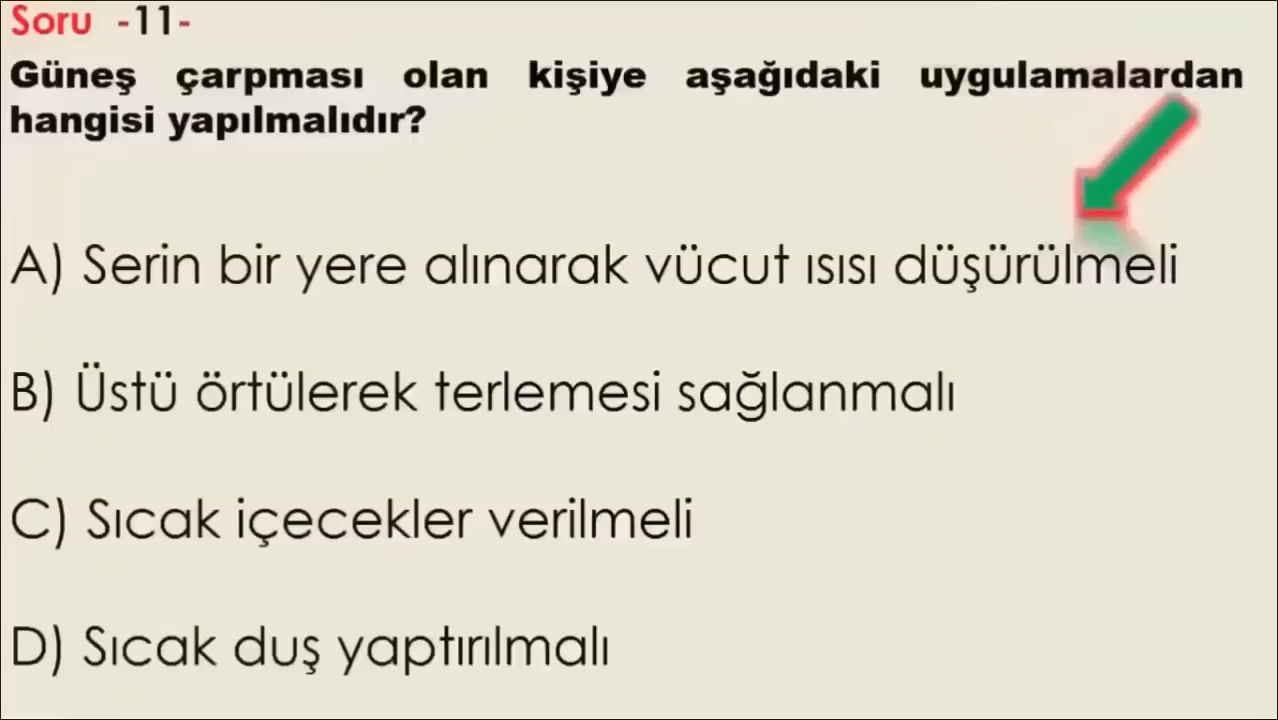 Soru -11-
Güneş çarpması olan kişiye aşağıdaki uygulamalardan
hangisi yapılmalıdır?
A) Serin bir yere alınarak vücut ısısı düşürülmeli
B) Üstü örtülerek terlemesi sağlanmalı
C) Sıcak içecekler verilmeli
D) Sıcak duş yaptırılmalı